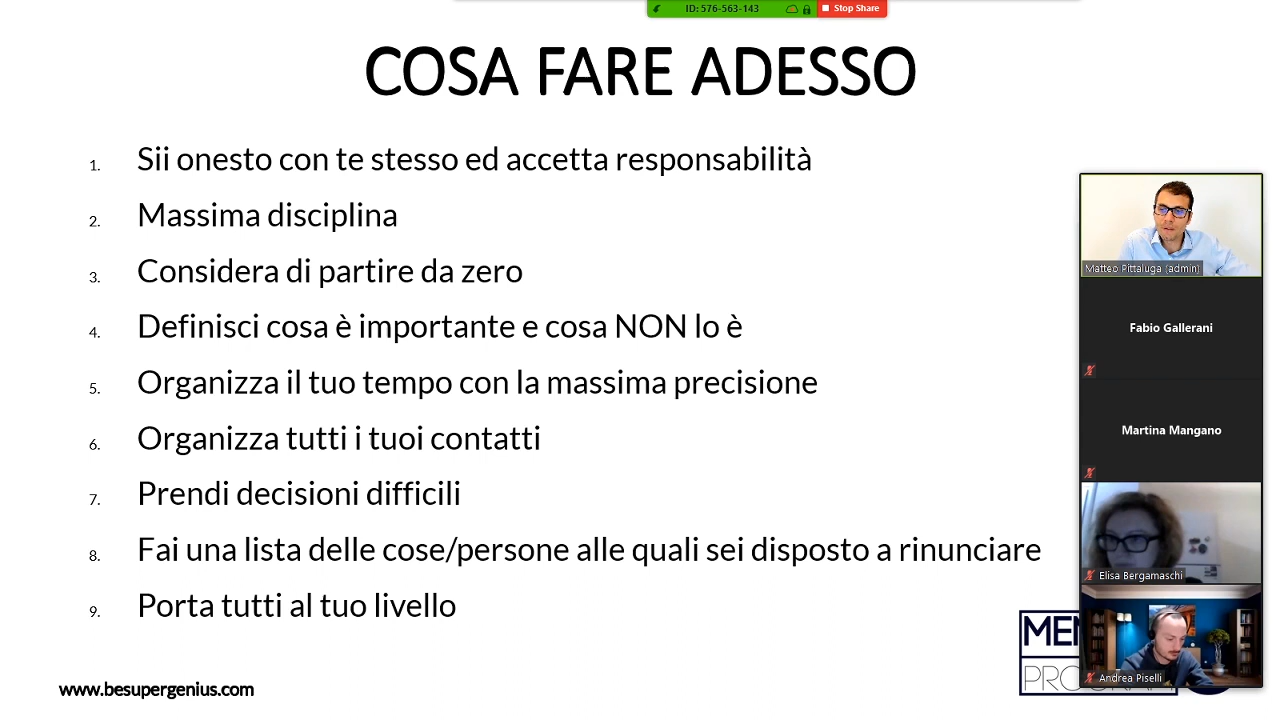 ID: 576-563-143
Stop Share
COSA FARE ADESSO
1. Sii onesto con te stesso ed accetta responsabilità
2. Massima disciplina
3. Considera di partire da zero
4. Definisci cosa è importante e cosa NON lo è
5. Organizza il tuo tempo con la massima precisione
6. Organizza tutti i tuoi contatti
7. Prendi decisioni difficili
8. Fai una lista delle cose/persone alle quali sei disposto a rinunciare
9. Porta tutti al tuo livello
www.besupergenius.com
Matteo Pittaluga (admin)
Fabio Gallerani
Martina Mangano
Elisa Bergamaschi
Andrea Piselli